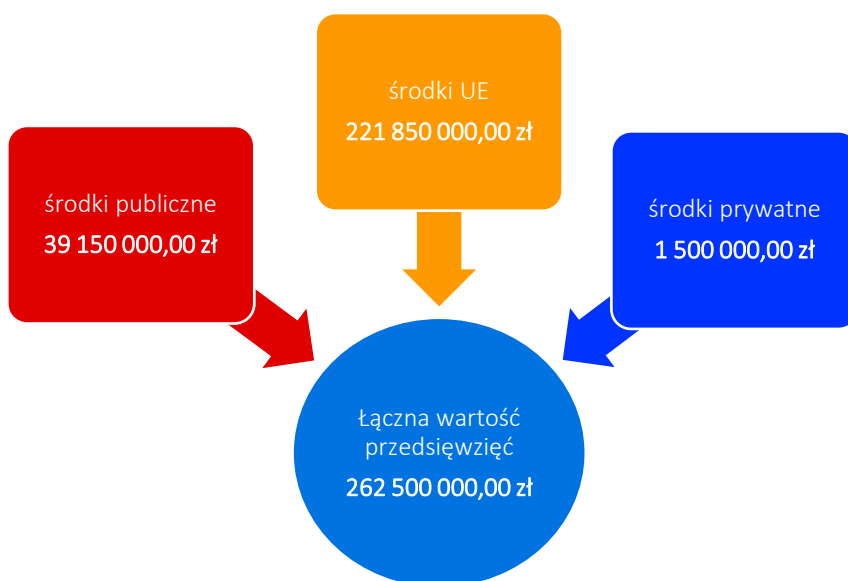 środki UE
221 850 000,00 zł
środki publiczne
39 150 000,00 zł
środki prywatne
1 500 000,00 zł
Łączna wartość
przedsięwzięć
262 500 000,00 zł